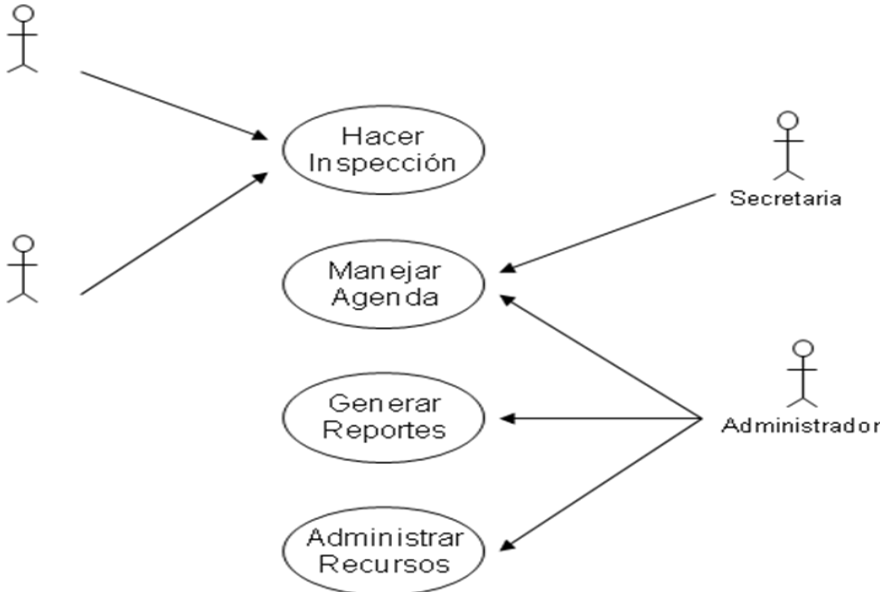 Hacer
Inspección
Secretaria
Manejar
Agenda
Generar
Reportes
Administrador
Administrar
Recursos